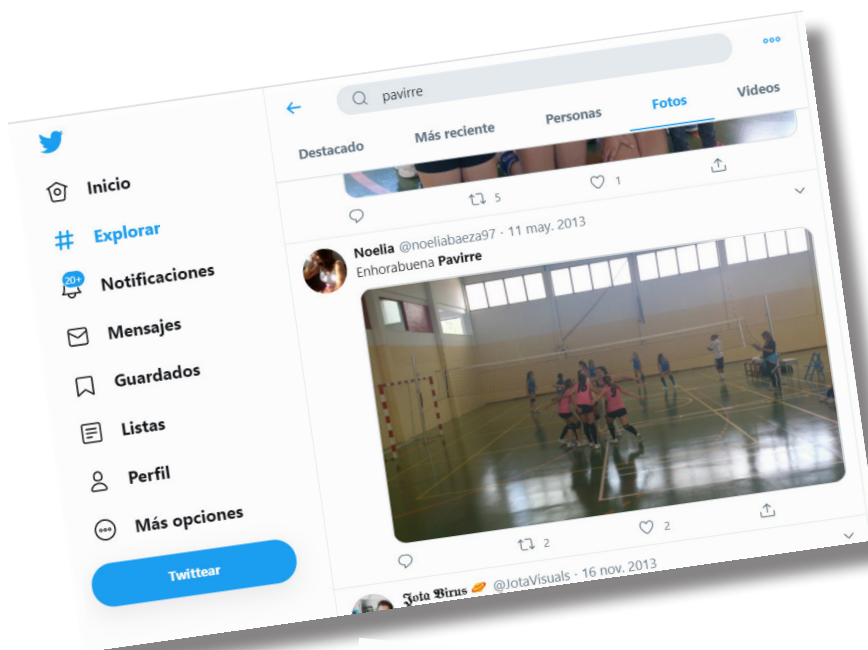 pavirre
Destacado
Más reciente
Personas
Fotos
Videos
Inicio
Explorar
20+
Notificaciones
Mensajes
Guardados
Listas
Perfil
Más opciones
Twittear
5
1
Noelia @noeliabaeza97 · 11 may. 2013
Enhorabuena Pavirre
2
2
Jota Birus @JotaVisuals · 16 nov. 2013